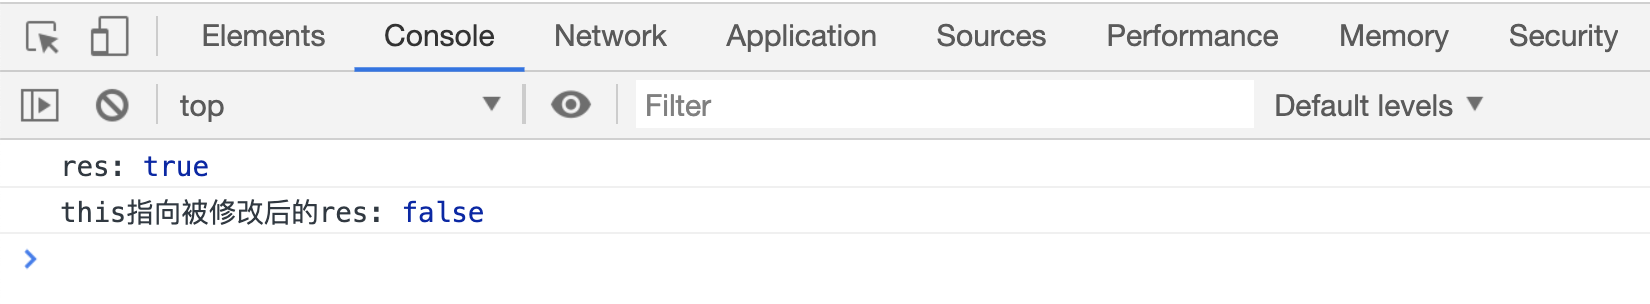 Elements Console Network Application Sources Performance Memory Security
top Filter Default levels
res: true
this指向被修改后的res: false